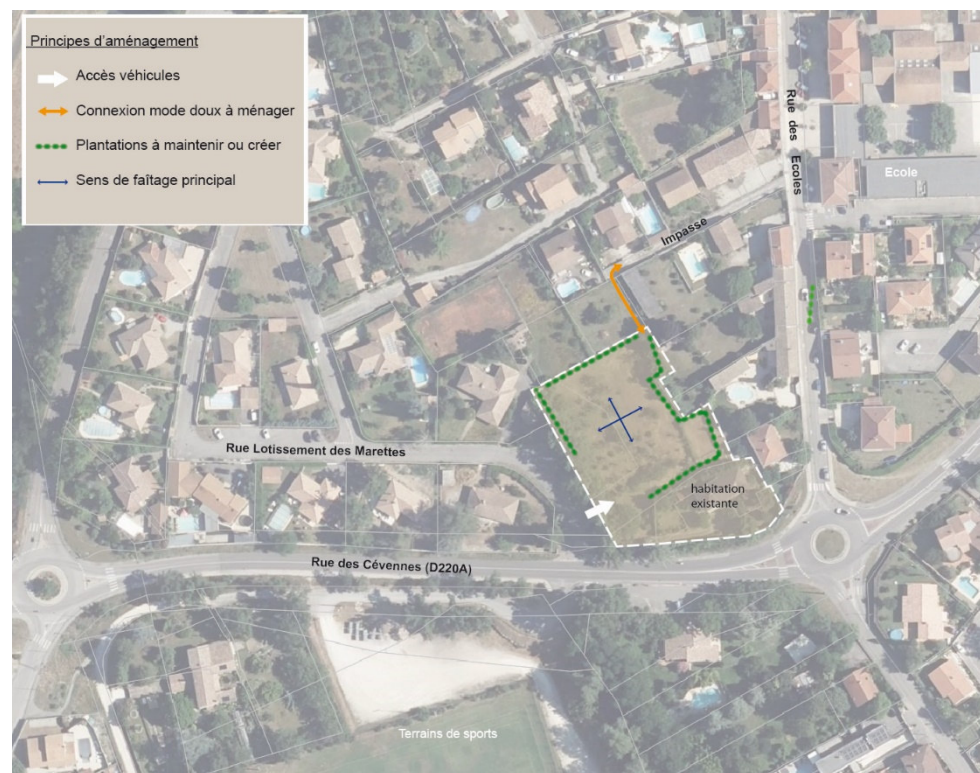 Principes d'aménagement
Accès véhicules
Connexion mode doux à ménager
Plantations à maintenir ou créer
Sens de faîtage principal
Rue des Ecoles
Ecole
Impasse
Rue Lotissement des Marettes
habitation
existante
Rue des Cévennes (D220A)
Terrains de sports